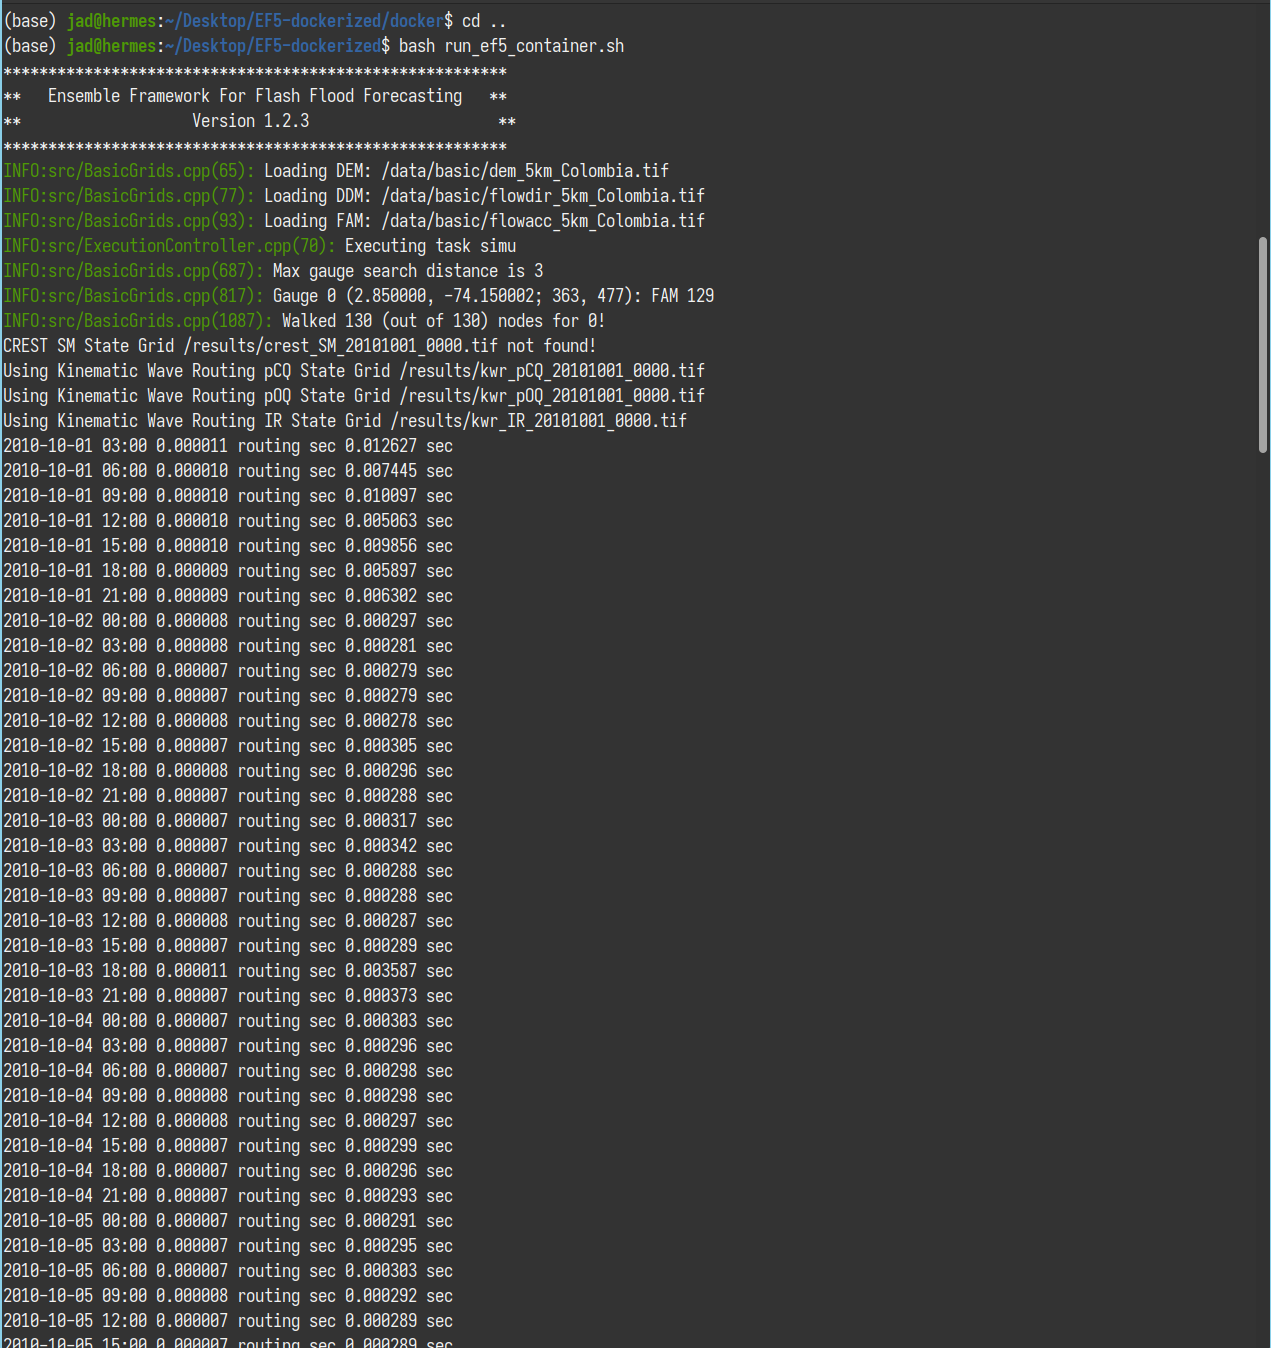 (base) jad@hermes:~/Desktop/EF5-dockerized/docker$ cd ..
(base) jad@hermes:~/Desktop/EF5-dockerized$ bash run_ef5_container.sh
********************************************************
**   Ensemble Framework For Flash Flood Forecasting   **
**                   Version 1.2.3                     **
********************************************************
INFO:src/BasicGrids.cpp(65): Loading DEM: /data/basic/dem_5km_Colombia.tif
INFO:src/BasicGrids.cpp(77): Loading DDM: /data/basic/flowdir_5km_Colombia.tif
INFO:src/BasicGrids.cpp(93): Loading FAM: /data/basic/flowacc_5km_Colombia.tif
INFO:src/ExecutionController.cpp(70): Executing task simu
INFO:src/BasicGrids.cpp(687): Max gauge search distance is 3
INFO:src/BasicGrids.cpp(817): Gauge 0 (2.850000, -74.150002; 363, 477): FAM 129
INFO:src/BasicGrids.cpp(1087): Walked 130 (out of 130) nodes for 0!
CREST SM State Grid /results/crest_SM_20101001_0000.tif not found!
Using Kinematic Wave Routing pCQ State Grid /results/kwr_pCQ_20101001_0000.tif
Using Kinematic Wave Routing pOQ State Grid /results/kwr_pOQ_20101001_0000.tif
Using Kinematic Wave Routing IR State Grid /results/kwr_IR_20101001_0000.tif
2010-10-01 03:00 0.000011 routing sec 0.012627 sec
2010-10-01 06:00 0.000010 routing sec 0.007445 sec
2010-10-01 09:00 0.000010 routing sec 0.010097 sec
2010-10-01 12:00 0.000010 routing sec 0.005063 sec
2010-10-01 15:00 0.000010 routing sec 0.009856 sec
2010-10-01 18:00 0.000009 routing sec 0.005897 sec
2010-10-01 21:00 0.000009 routing sec 0.006302 sec
2010-10-02 00:00 0.000008 routing sec 0.000297 sec
2010-10-02 03:00 0.000008 routing sec 0.000281 sec
2010-10-02 06:00 0.000007 routing sec 0.000279 sec
2010-10-02 09:00 0.000007 routing sec 0.000279 sec
2010-10-02 12:00 0.000008 routing sec 0.000278 sec
2010-10-02 15:00 0.000007 routing sec 0.000305 sec
2010-10-02 18:00 0.000008 routing sec 0.000296 sec
2010-10-02 21:00 0.000007 routing sec 0.000288 sec
2010-10-03 00:00 0.000007 routing sec 0.000317 sec
2010-10-03 03:00 0.000007 routing sec 0.000342 sec
2010-10-03 06:00 0.000007 routing sec 0.000288 sec
2010-10-03 09:00 0.000007 routing sec 0.000288 sec
2010-10-03 12:00 0.000008 routing sec 0.000287 sec
2010-10-03 15:00 0.000007 routing sec 0.000289 sec
2010-10-03 18:00 0.000011 routing sec 0.003587 sec
2010-10-03 21:00 0.000007 routing sec 0.000373 sec
2010-10-04 00:00 0.000007 routing sec 0.000303 sec
2010-10-04 03:00 0.000007 routing sec 0.000296 sec
2010-10-04 06:00 0.000007 routing sec 0.000298 sec
2010-10-04 09:00 0.000008 routing sec 0.000298 sec
2010-10-04 12:00 0.000008 routing sec 0.000297 sec
2010-10-04 15:00 0.000007 routing sec 0.000299 sec
2010-10-04 18:00 0.000007 routing sec 0.000296 sec
2010-10-04 21:00 0.000007 routing sec 0.000293 sec
2010-10-05 00:00 0.000007 routing sec 0.000291 sec
2010-10-05 03:00 0.000007 routing sec 0.000295 sec
2010-10-05 06:00 0.000007 routing sec 0.000303 sec
2010-10-05 09:00 0.000008 routing sec 0.000292 sec
2010-10-05 12:00 0.000007 routing sec 0.000289 sec
2010-10-05 15:00 0.000007 routing sec 0.000289 sec